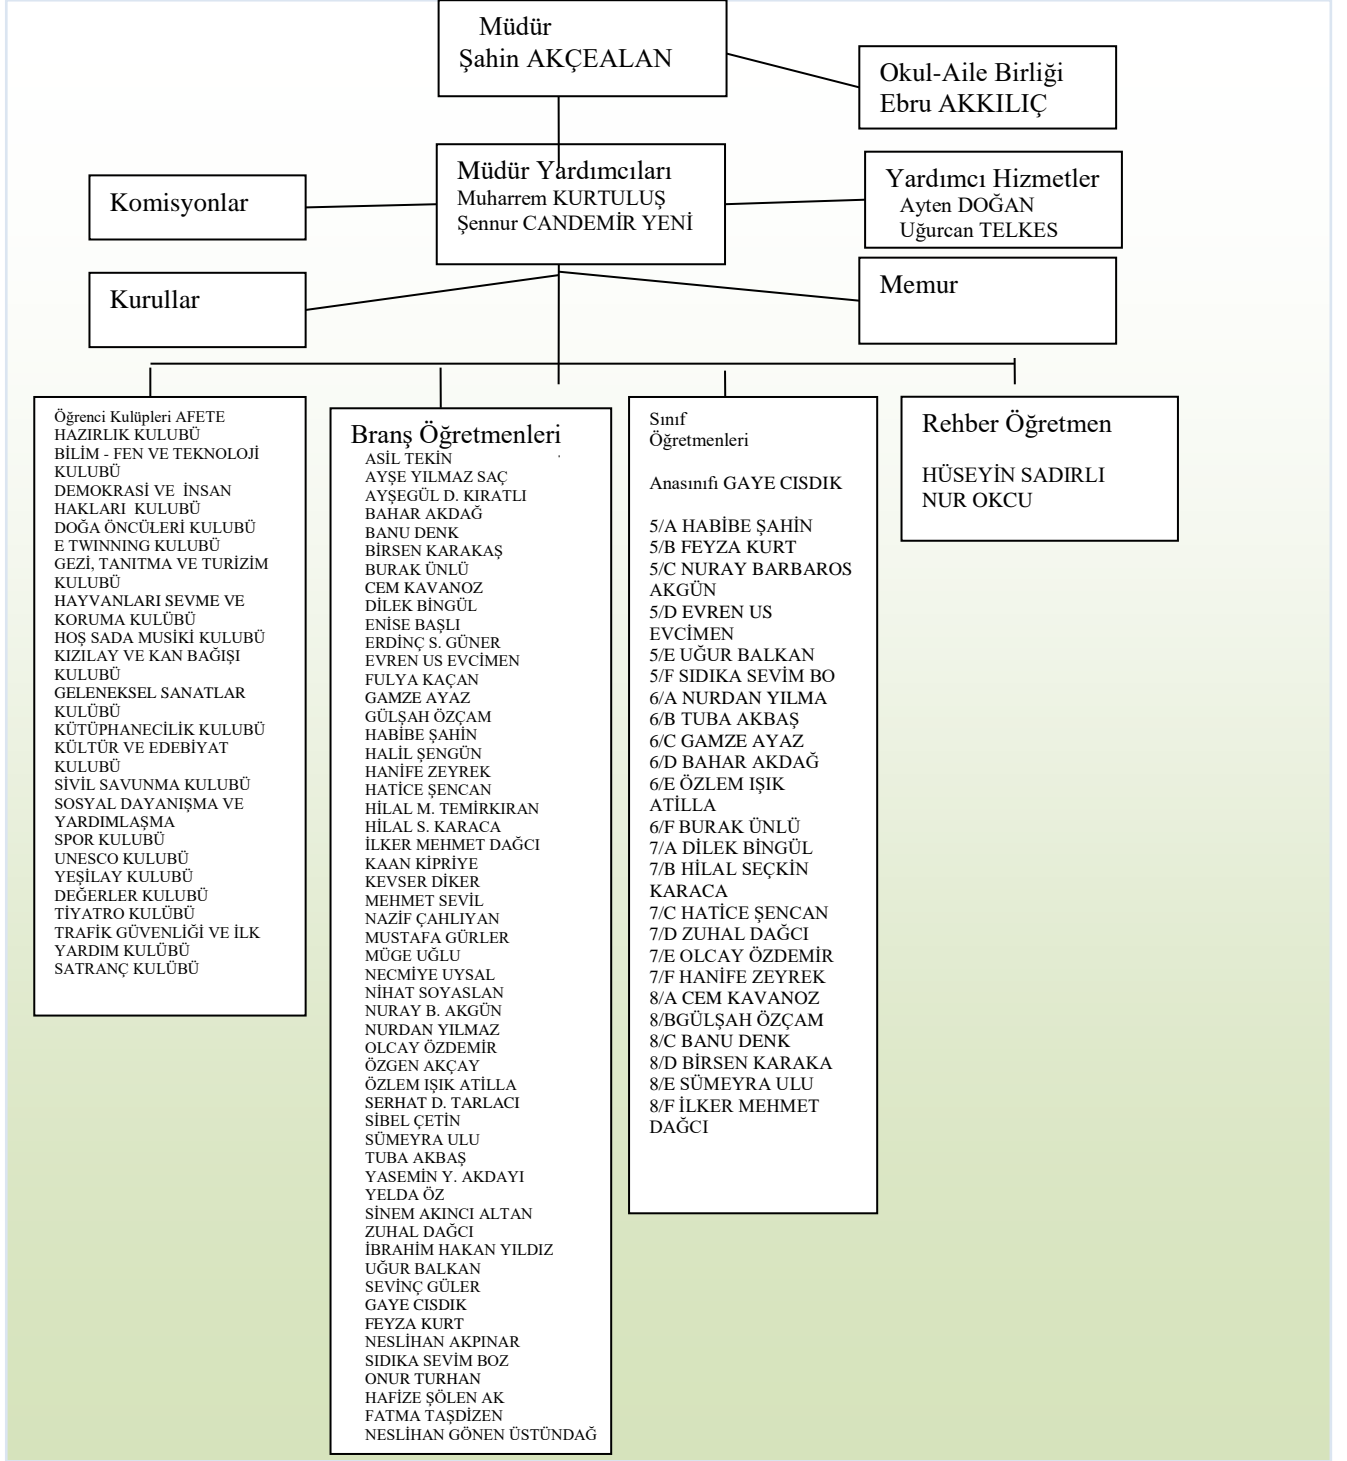 Müdür
Şahin AKÇEALAN
Okul-Aile Birliği
Ebru AKKILIÇ
Müdür Yardımcıları
Muharrem KURTULUŞ
Şennur CANDEMİR YENİ
Komisyonlar
Yardımcı Hizmetler
Ayten DOĞAN
Uğurcan TELKES
Kurullar
Memur
Öğrenci Kulüpleri AFETE
HAZIRLIK KULUBÜ
BİLİM - FEN VE TEKNOLOJİ
KULUBÜ
DEMOKRASİ VE İNSAN
HAKLARI KULUBÜ
DOĞA ÖNCÜLERİ KULUBÜ
E TWINNING KULUBÜ
GEZİ, TANITMA VE TURİZİM
KULUBÜ
HAYVANLARI SEVME VE
KORUMA KULÜBÜ
HOŞ SADA MUSİKİ KULUBÜ
KIZILAY VE KAN BAĞIŞI
KULUBÜ
GELENEKSEL SANATLAR
KULÜBÜ
KÜTÜPHANECİLİK KULUBÜ
KÜLTÜR VE EDEBİYAT
KULUBÜ
SİVİL SAVUNMA KULUBÜ
SOSYAL DAYANIŞMA VE
YARDIMLAŞMA
SPOR KULUBÜ
UNESCO KULUBÜ
YEŞİLAY KULUBÜ
DEĞERLER KULUBÜ
TİYATRO KULÜBÜ
TRAFİK GÜVENLİĞİ VE İLK
YARDIM KULÜBÜ
SATRANÇ KULÜBÜ
Branş Öğretmenleri
ASİL TEKİN
AYŞE YILMAZ SAÇ
AYŞEGÜL D. KIRATLI
BAHAR AKDAĞ
BANU DENK
BİRSEN KARAKAŞ
BURAK ÜNLÜ
CEM KAVANOZ
DİLEK BİNGÜL
ENİSE BAŞLI
ERDİNÇ S. GÜNER
EVREN US EVCİMEN
FULYA KAÇAN
GAMZE AYAZ
GÜLŞAH ÖZÇAM
HABİBE ŞAHİN
HALİL ŞENGÜN
HANİFE ZEYREK
HATİCE ŞENCAN
HİLAL M. TEMİRKIRAN
HİLAL S. KARACA
İLKER MEHMET DAĞCI
KAAN KİPRİYE
KEVSER DİKER
MEHMET SEVİL
NAZİF ÇAHLIYAN
MUSTAFA GÜRLER
MÜGE UĞLU
NECMİYE UYSAL
NİHAT SOYASLAN
NURAY B. AKGÜN
NURDAN YILMAZ
OLCAY ÖZDEMİR
ÖZGEN AKÇAY
ÖZLEM IŞIK ATİLLA
SERHAT D. TARLACI
SİBEL ÇETİN
SÜMEYRA ULU
TUBA AKBAŞ
YASEMİN Y. AKDAYI
YELDA ÖZ
SİNEM AKINCI ALTAN
ZUHAL DAĞCI
İBRAHİM HAKAN YILDIZ
UĞUR BALKAN
SEVİNÇ GÜLER
GAYE CISDIK
FEYZA KURT
NESLİHAN AKPINAR
SIDIKA SEVİM BOZ
ONUR TURHAN
HAFİZE ŞÖLEN AK
FATMA TAŞDİZEN
NESLİHAN GÖNEN ÜSTÜNDAĞ
Sınıf
Öğretmenleri
Anasınıfı GAYE CISDIK
5/A HABİBE ŞAHİN
5/B FEYZA KURT
5/C NURAY BARBAROS
AKGÜN
5/D EVREN US
EVCİMEN
5/E UĞUR BALKAN
5/F SIDIKA SEVİM BO
6/A NURDAN YILMA
6/B TUBA AKBAŞ
6/C GAMZE AYAZ
6/D BAHAR AKDAĞ
6/E ÖZLEM IŞIK
ATİLLA
6/F BURAK ÜNLÜ
7/A DİLEK BİNGÜL
7/B HİLAL SEÇKİN
KARACA
7/C HATİCE ŞENCAN
7/D ZUHAL DAĞCI
7/E OLCAY ÖZDEMİR
7/F HANİFE ZEYREK
8/A CEM KAVANOZ
8/BGÜLŞAH ÖZÇAM
8/C BANU DENK
8/D BİRSEN KARAKA
8/E SÜMEYRA ULU
8/F İLKER MEHMET
DAĞCI
Rehber Öğretmen
HÜSEYİN SADIRLI
NUR OKCU